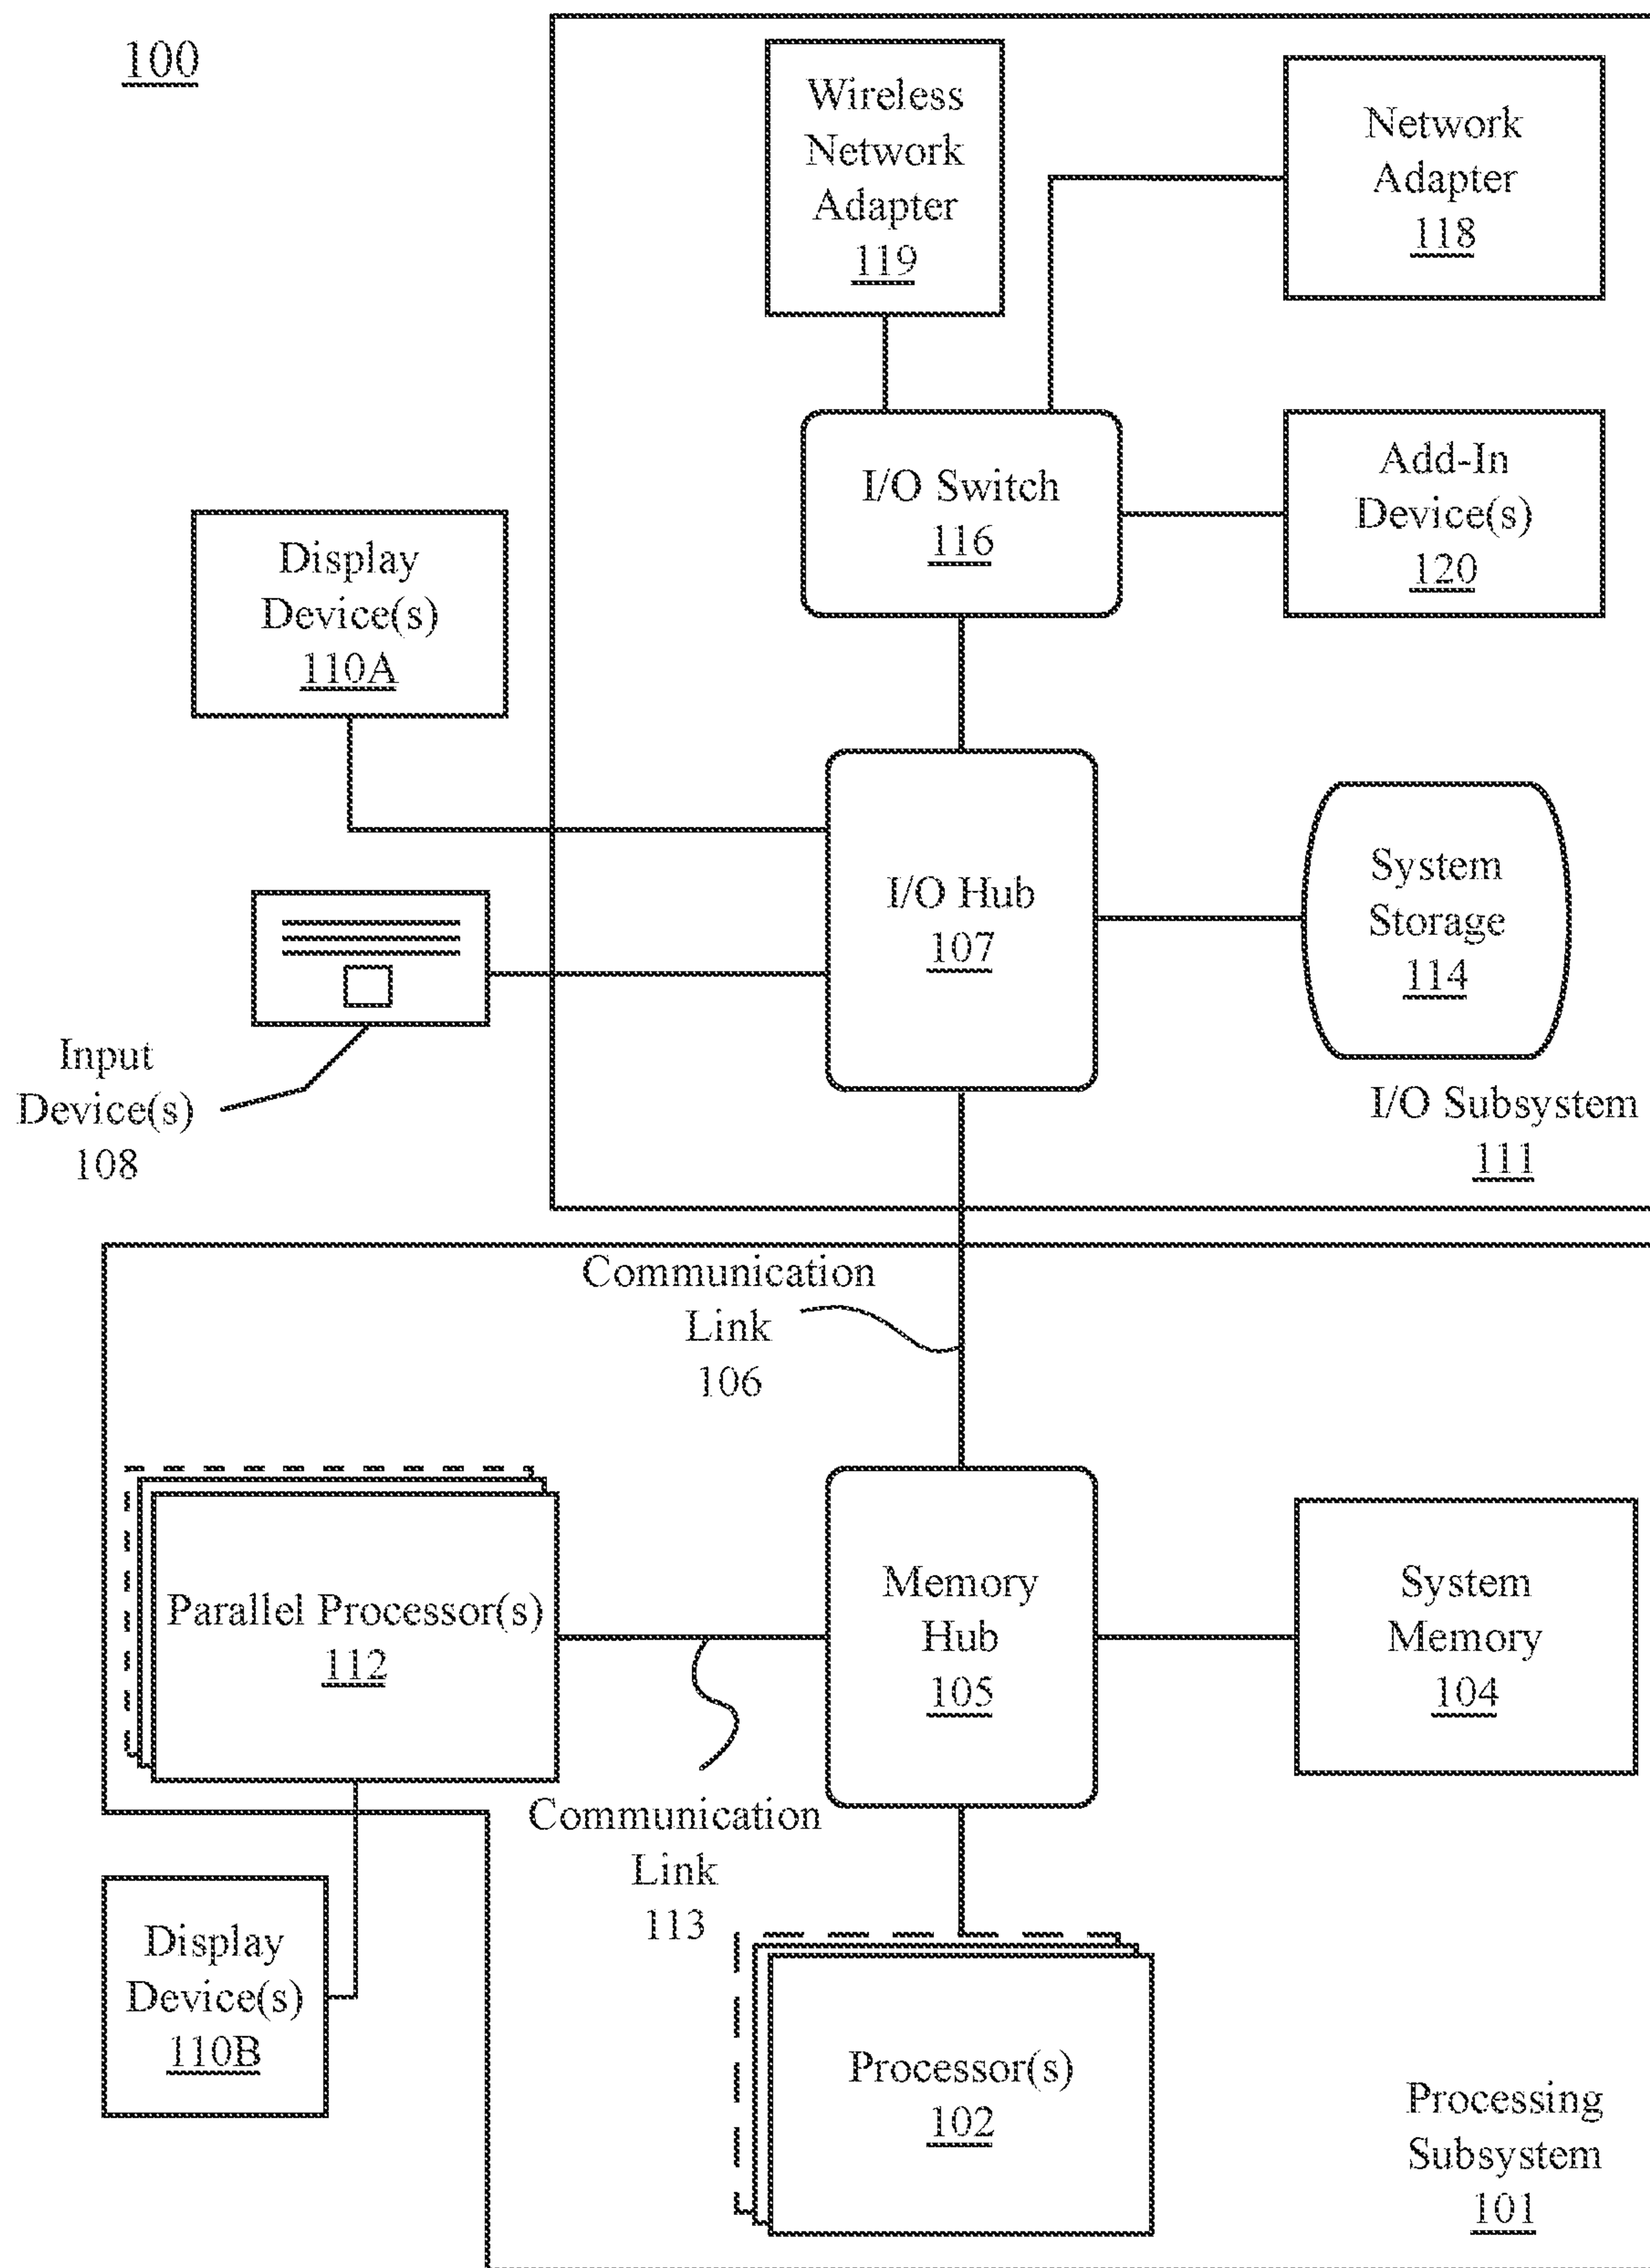 100
Wireless
Network
Adapter
119
Network
Adapter
118
I/O Switch
116
Add-In
Device(s)
120
Display
Device(s)
110A
I/O Hub
107
System
Storage
114
Input
Device(s)
108
I/O Subsystem
111
Communication
Link
106
Parallel Processor(s)
112
Memory
Hub
105
System
Memory
104
Communication
Link
113
Display
Device(s)
110B
Processor(s)
102
Processing
Subsystem
101